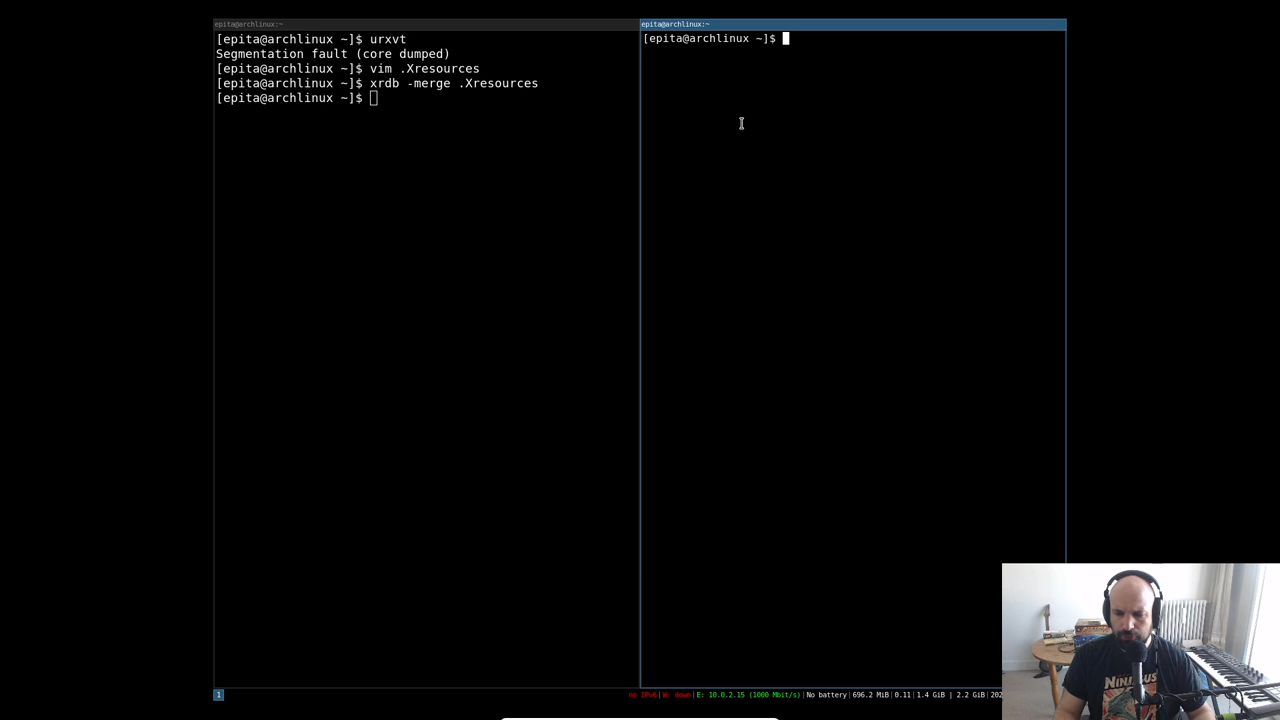 epita@archlinux:~
[epita@archlinux ~]$ urxvt
Segmentation fault (core dumped)
[epita@archlinux ~]$ vim .Xresources
[epita@archlinux ~]$ xrdb -merge .Xresources
[epita@archlinux ~]$
epita@archlinux:~
[epita@archlinux ~]$
1
no IPv6|W: down|E: 10.0.2.15 (1000 Mbit/s)|No battery|696.2 MiB|0.11|1.4 GiB | 2.2 GiB|202